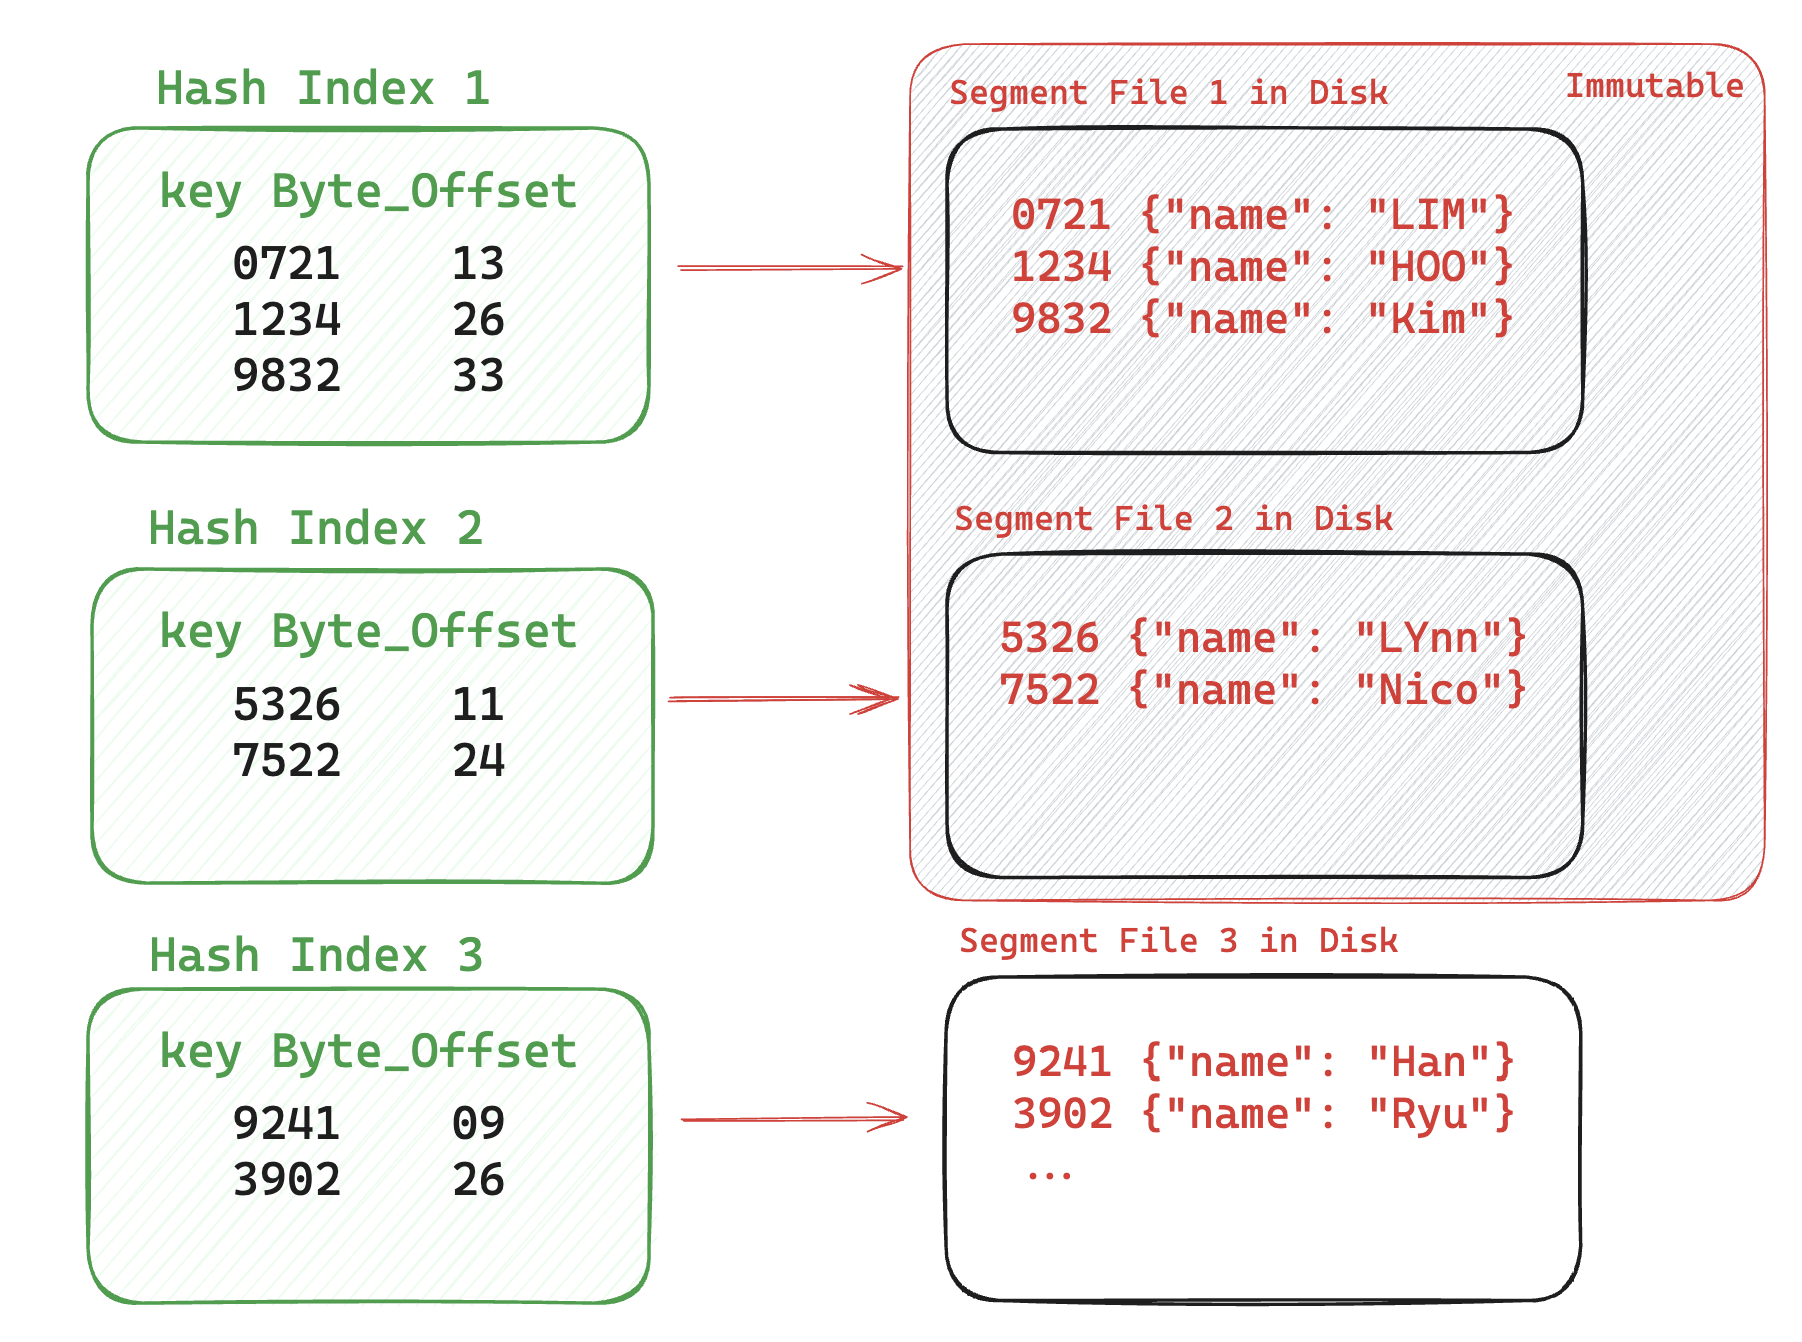 Hash Index 1
key Byte_Offset
0721 13
1234 26
9832 33
Segment File 1 in Disk
Immutable
0721 {"name": "LIM"}
1234 {"name": "HOO"}
9832 {"name": "Kim"}
Hash Index 2
key Byte_Offset
5326 11
7522 24
Segment File 2 in Disk
5326 {"name": "LYnn"}
7522 {"name": "Nico"}
Hash Index 3
key Byte_Offset
9241 09
3902 26
Segment File 3 in Disk
9241 {"name": "Han"}
3902 {"name": "Ryu"}
...